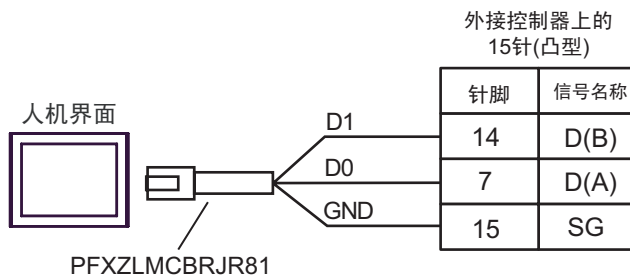 外接控制器上的
15针(凸型)
人机界面
针脚 信号名称
D1 14 D(B)
D0 7 D(A)
GND 15 SG
PFXZLMCBRJR81